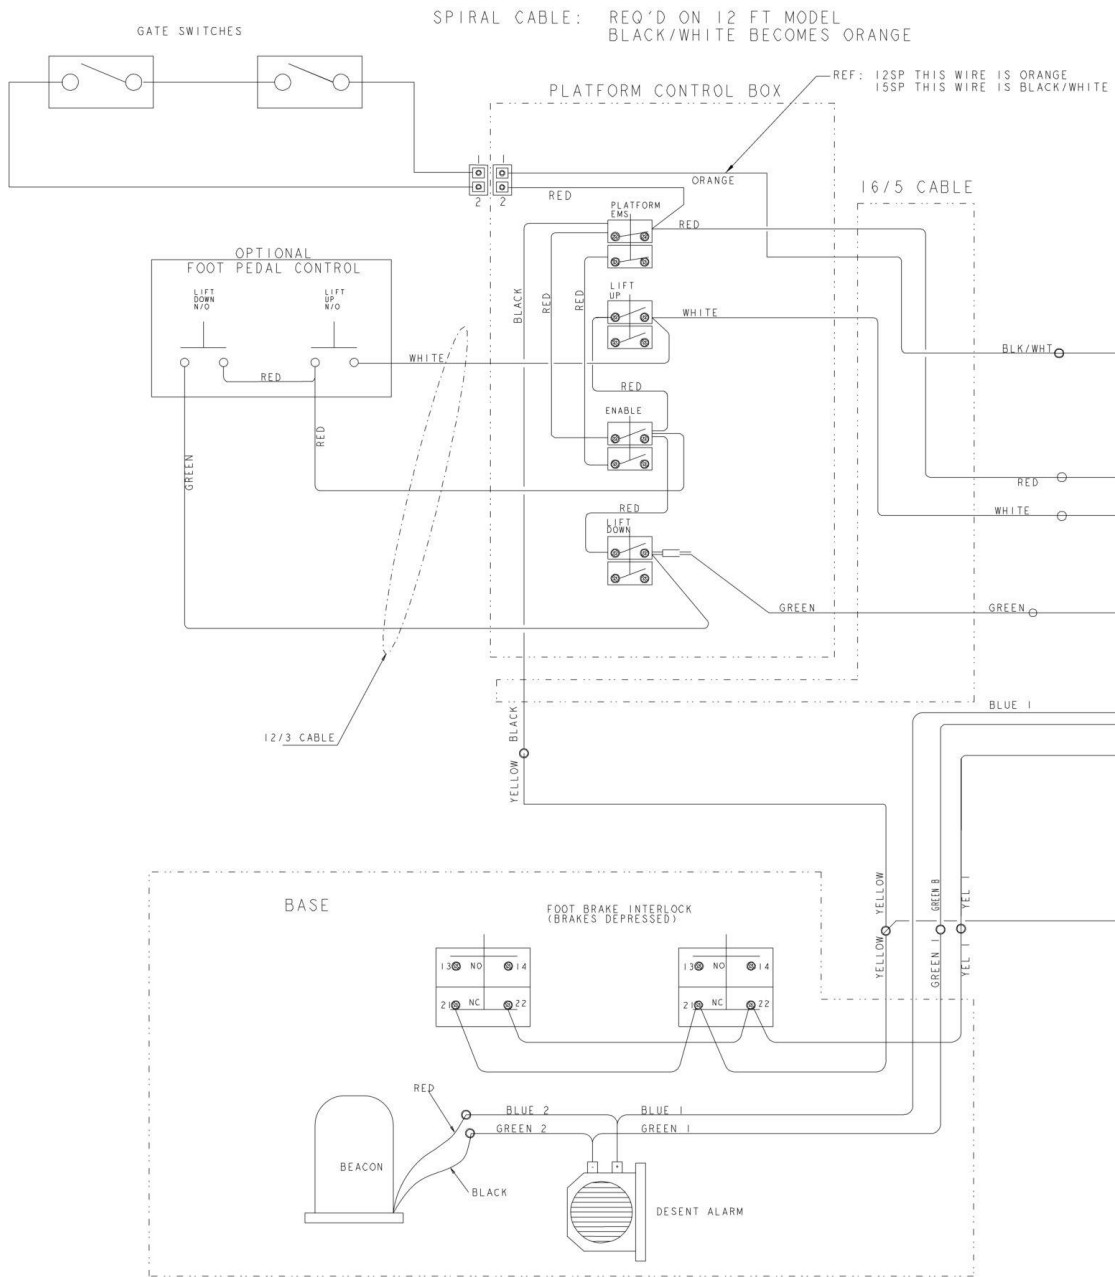 SPIRAL CABLE: REQ'D ON 12 FT MODEL
BLACK/WHITE BECOMES ORANGE
GATE SWITCHES
REF: 12SP THIS WIRE IS ORANGE
15SP THIS WIRE IS BLACK/WHITE
PLATFORM CONTROL BOX
1 1
ORANGE
16/5 CABLE
RED
2 2
PLATFORM
EMS
RED
OPTIONAL
FOOT PEDAL CONTROL
LIFT
DOWN
N/O
LIFT
UP
N/O
BLACK
RED
RED
LIFT
UP
WHITE
BLK/WHT
WHITE
RED
RED
ENABLE
RED
GREEN
RED
RED
WHITE
LIFT
DOWN
GREEN
GREEN
BLUE 1
BLACK
12/3 CABLE
YELLOW
BASE
FOOT BRAKE INTERLOCK
(BRAKES DEPRESSED)
YELLOW
GREEN B
YEL 1
13 NO 14
13 NO 14
YELLOW
GREEN 1
YEL 1
21 NC 22
21 NC 22
RED
BLUE 2
BLUE 1
GREEN 2
GREEN 1
BEACON
BLACK
- +
DESENT ALARM